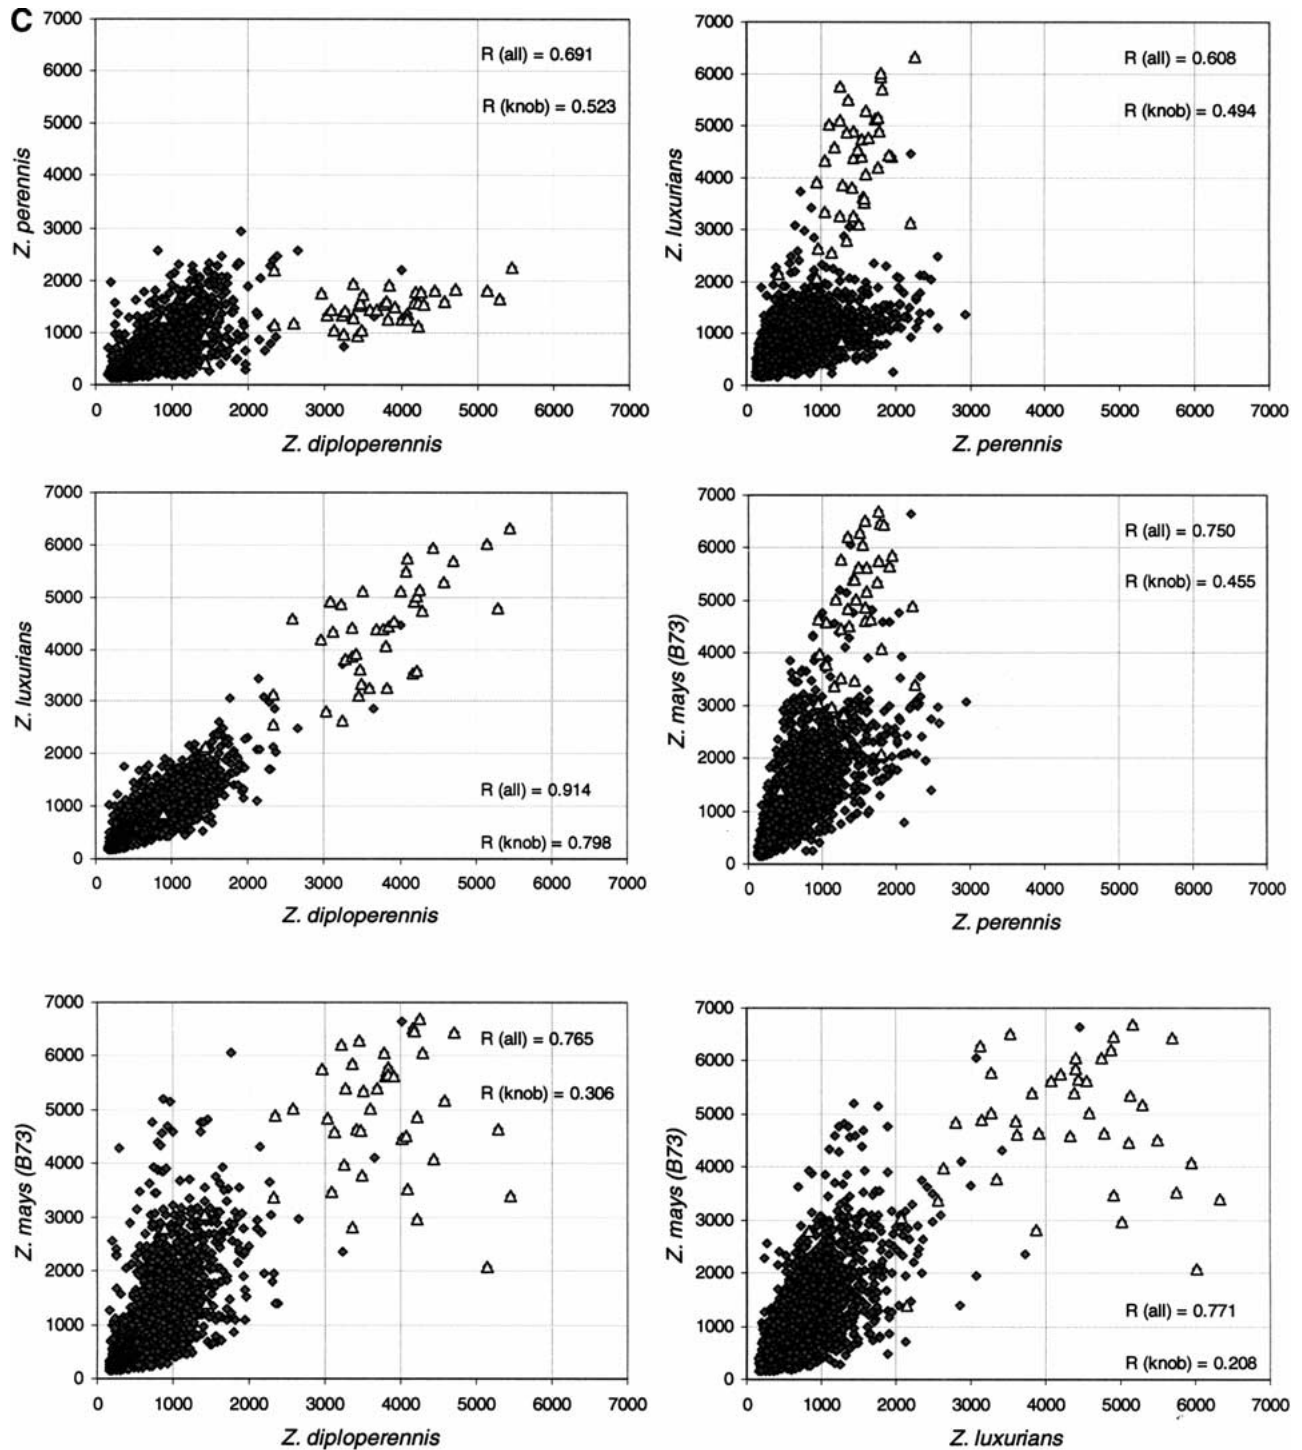 C
7000
6000
5000
4000
3000
2000
1000
0
Z. perennis
R (all) = 0.691
R (knob) = 0.523
0 1000 2000 3000 4000 5000 6000 7000
Z. diploperennis
7000
6000
5000
4000
3000
2000
1000
0
Z. luxurians
R (all) = 0.608
R (knob) = 0.494
0 1000 2000 3000 4000 5000 6000 7000
Z. perennis
7000
6000
5000
4000
3000
2000
1000
0
Z. luxurians
R (all) = 0.914
R (knob) = 0.798
0 1000 2000 3000 4000 5000 6000 7000
Z. diploperennis
7000
6000
5000
4000
3000
2000
1000
0
Z. mays (B73)
R (all) = 0.750
R (knob) = 0.455
0 1000 2000 3000 4000 5000 6000 7000
Z. perennis
7000
6000
5000
4000
3000
2000
1000
0
Z. mays (B73)
R (all) = 0.765
R (knob) = 0.306
0 1000 2000 3000 4000 5000 6000 7000
Z. diploperennis
7000
6000
5000
4000
3000
2000
1000
0
Z. mays (B73)
R (all) = 0.771
R (knob) = 0.208
0 1000 2000 3000 4000 5000 6000 7000
Z. luxurians